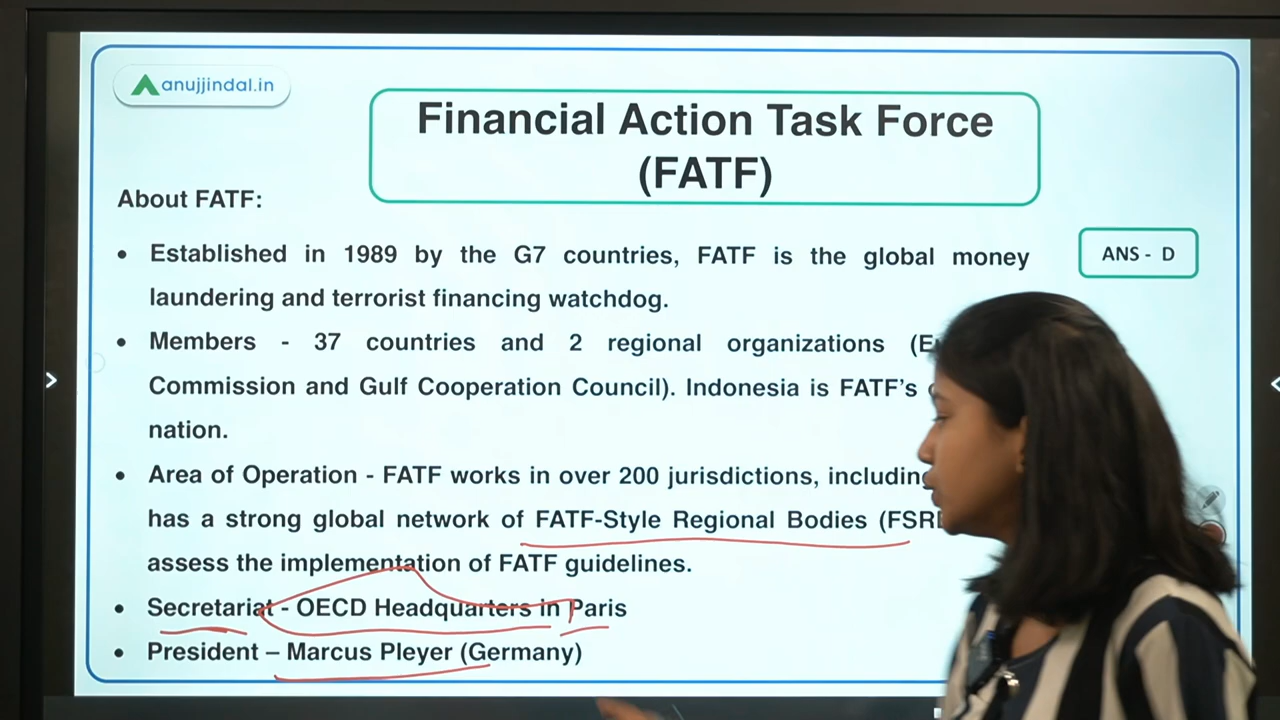 anujjindal.in
Financial Action Task Force
(FATF)
About FATF:
• Established in 1989 by the G7 countries, FATF is the global money
laundering and terrorist financing watchdog.
ANS - D
• Members - 37 countries and 2 regional organizations
Commission and Gulf Cooperation Council). Indonesia is FATF's
nation.
• Area of Operation - FATF works in over 200 jurisdictions,
has a strong global network of FATF-Style Regional Bodies
assess the implementation of FATF guidelines.
• Secretariat - OECD Headquarters in Paris
• President – Marcus Pleyer (Germany)